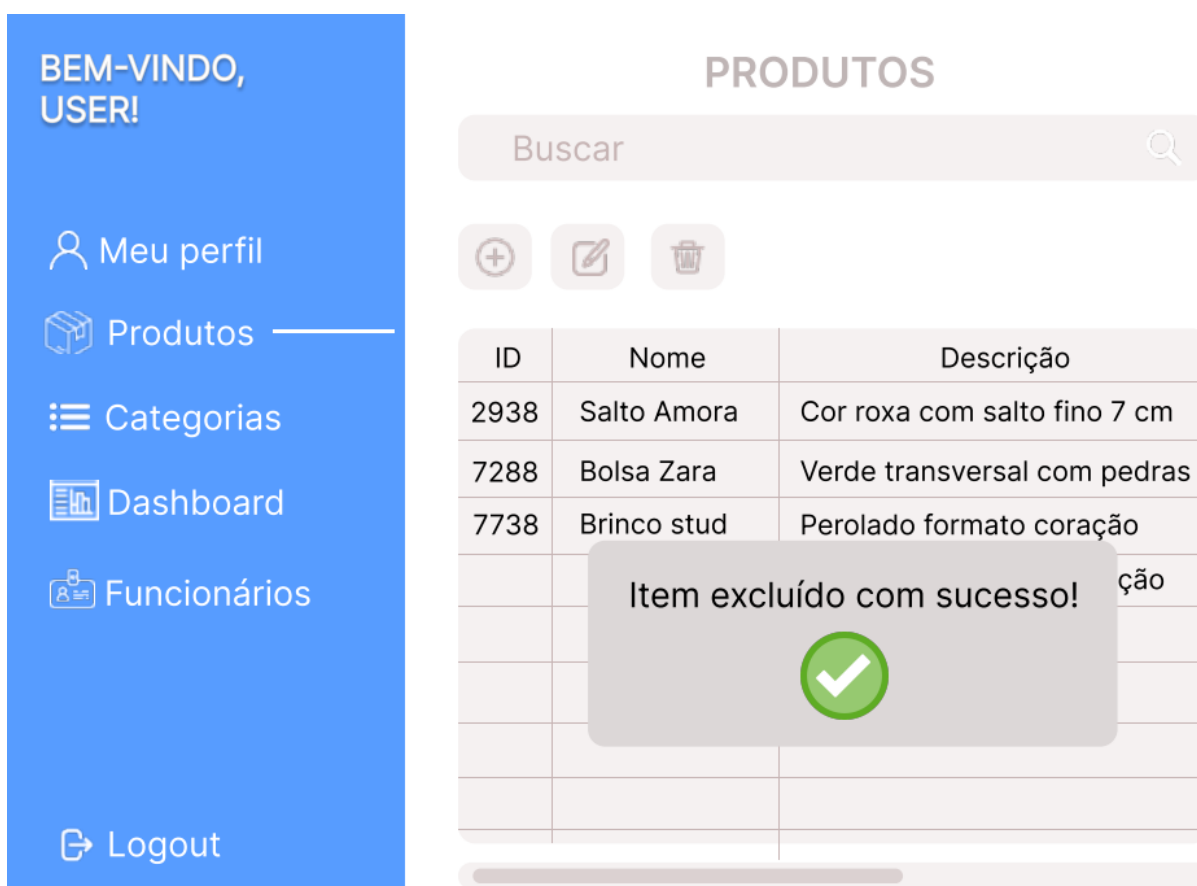 BEM-VINDO,
USER!
Meu perfil
Produtos
Categorias
Dashboard
Funcionários
Logout
PRODUTOS
Buscar
ID Nome Descrição
2938 Salto Amora Cor roxa com salto fino 7 cm
7288 Bolsa Zara Verde transversal com pedras
7738 Brinco stud Perolado formato coração
Item excluído com sucesso!